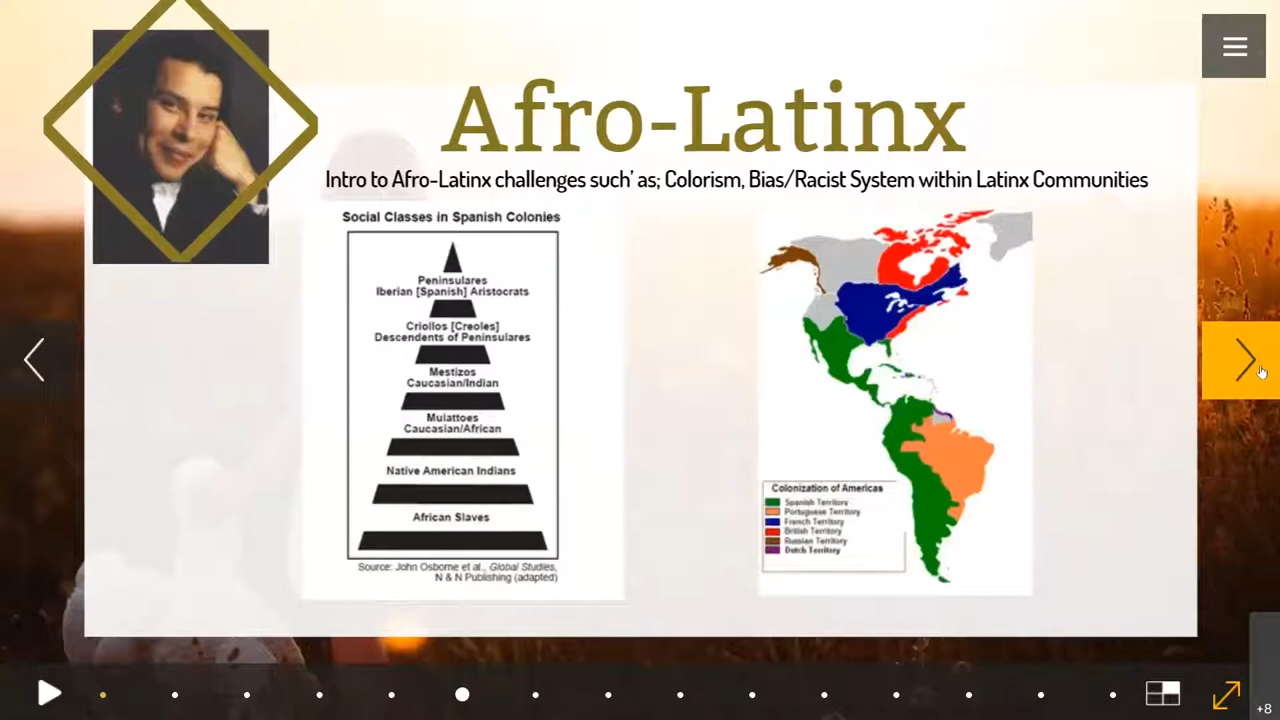 Afro-Latinx
Intro to Afro-Latinx challenges such’ as; Colorism, Bias/Racist System within Latinx Communities
Social Classes in Spanish Colonies
Peninsulares
Iberian [Spanish] Aristocrats
Criollos [Creoles]
Descendents of Peninsulares
Mestizos
Caucasian/Indian
Mulattoes
Caucasian/African
Native American Indians
African Slaves
Source: John Osborne et al., Global Studies,
N & N Publishing (adapted)
Colonization of Americas
Spanish Territory
Portuguese Territory
French Territory
British Territory
Russian Territory
Dutch Territory
+8